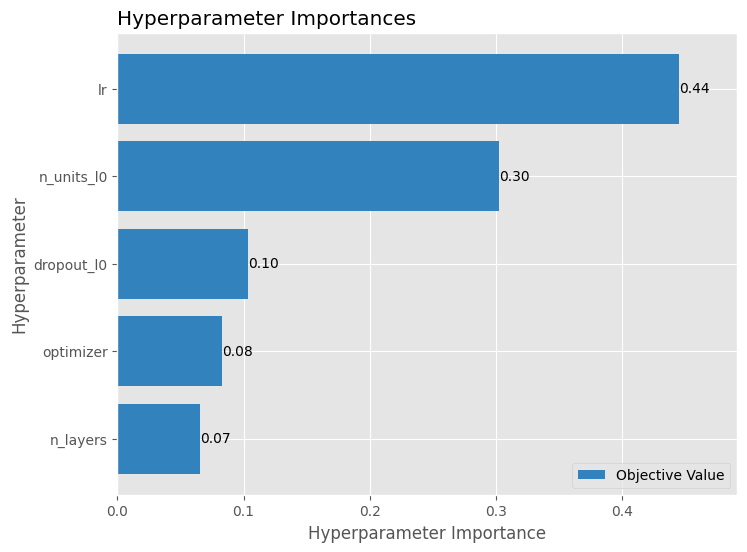 Hyperparameter Importances
lr
0.44
n_units_l0
0.30
dropout_l0
0.10
optimizer
0.08
n_layers
0.07
Hyperparameter
Objective Value
0.0 0.1 0.2 0.3 0.4
Hyperparameter Importance